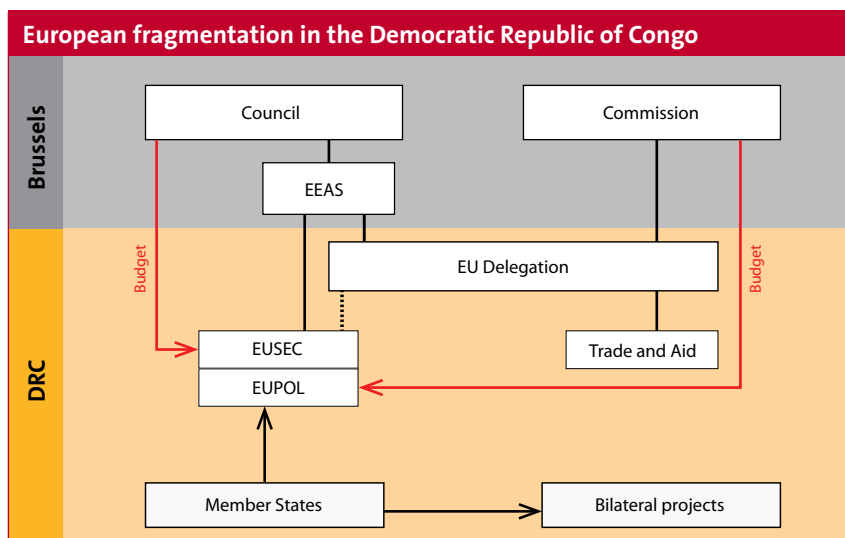 European fragmentation in the Democratic Republic of Congo
Brussels
Council
Commission
EEAS
DRC
Budget
EU Delegation
Budget
EUSEC
Trade and Aid
EUPOL
Member States
Bilateral projects